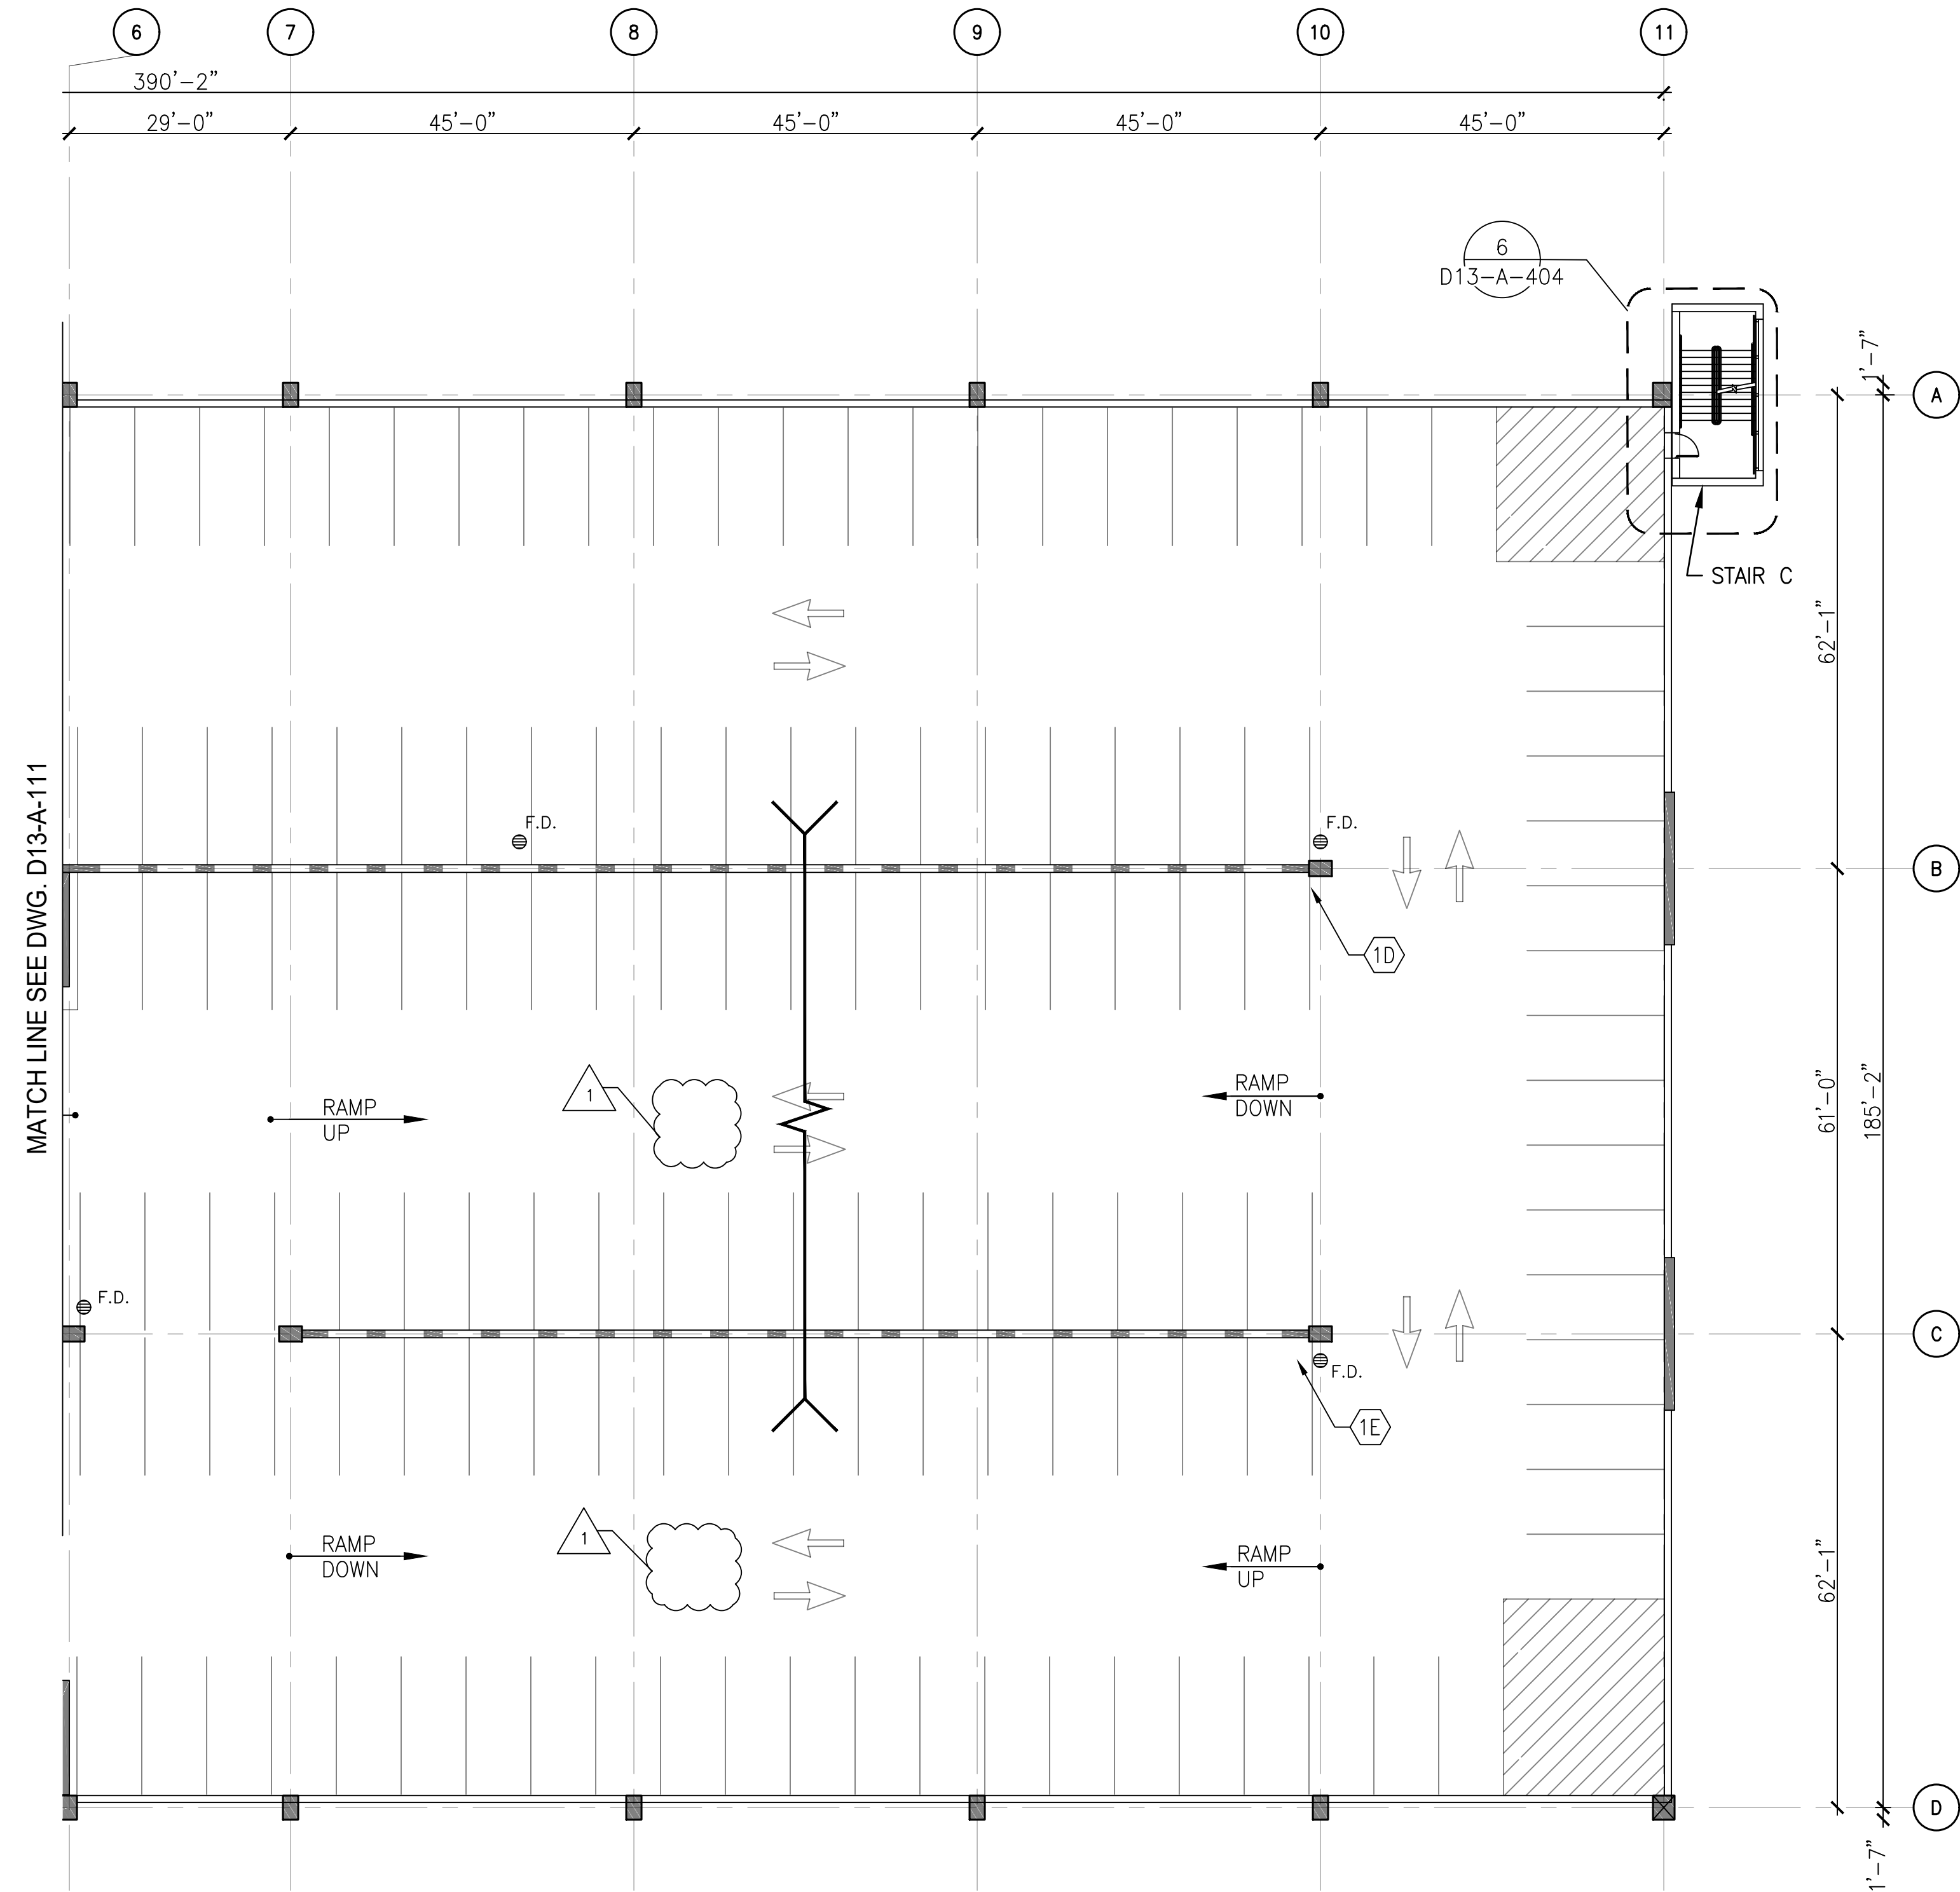 6
7
8
9
10
11
390'-2"
29'-0"
45'-0"
45'-0"
45'-0"
45'-0"
6
D13-A-404
1'-7"
A
STAIR C
62'-1"
MATCH LINE SEE DWG. D13-A-111
F.D.
F.D.
B
1D
RAMP
UP
1
RAMP
DOWN
61'-0"
185'-2"
F.D.
C
F.D.
1E
RAMP
DOWN
1
RAMP
UP
62'-1"
D
1'-7"